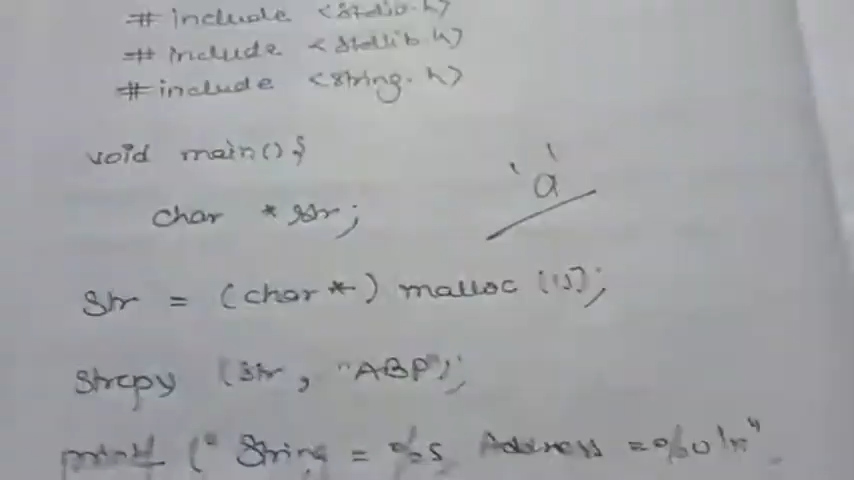 # include <stdio.h>
# include <stdlib.h>
# include <string.h>
void main() {
'a'
char * str;
str = (char*) malloc (15);
strcpy (str, "ABP");
printf (" String = %s, Address = %u \n"